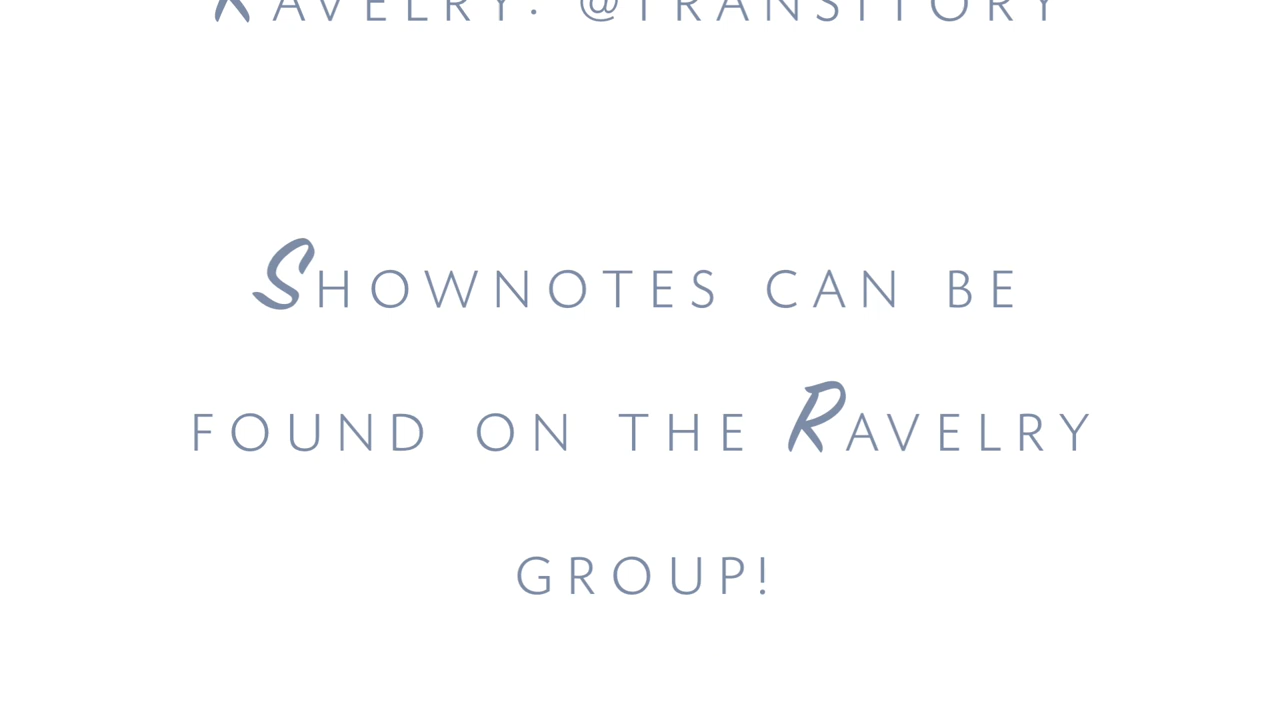 Ravelry: @transitory
Shownotes can be
found on the Ravelry
group!